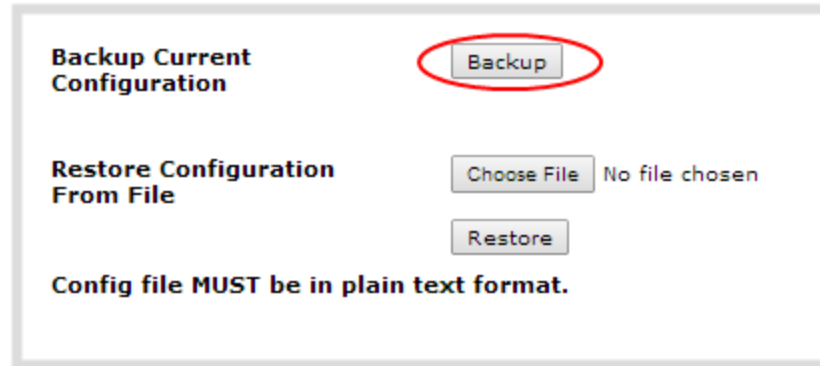 Backup Current
Configuration
Backup
Restore Configuration
From File
Choose File No file chosen
Restore
Config file MUST be in plain text format.